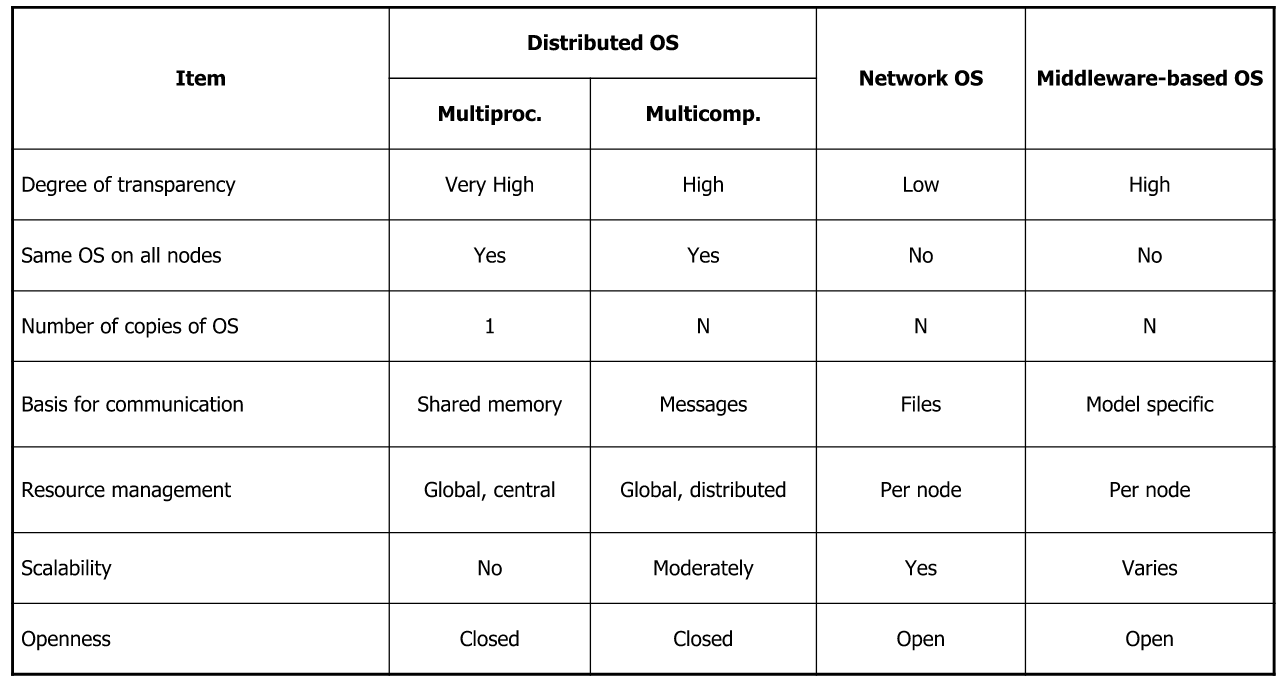 Item Distributed OS Network OS Middleware-based OS
Multiproc. Multicomp.
Degree of transparency Very High High Low High
Same OS on all nodes Yes Yes No No
Number of copies of OS 1 N N N
Basis for communication Shared memory Messages Files Model specific
Resource management Global, central Global, distributed Per node Per node
Scalability No Moderately Yes Varies
Openness Closed Closed Open Open